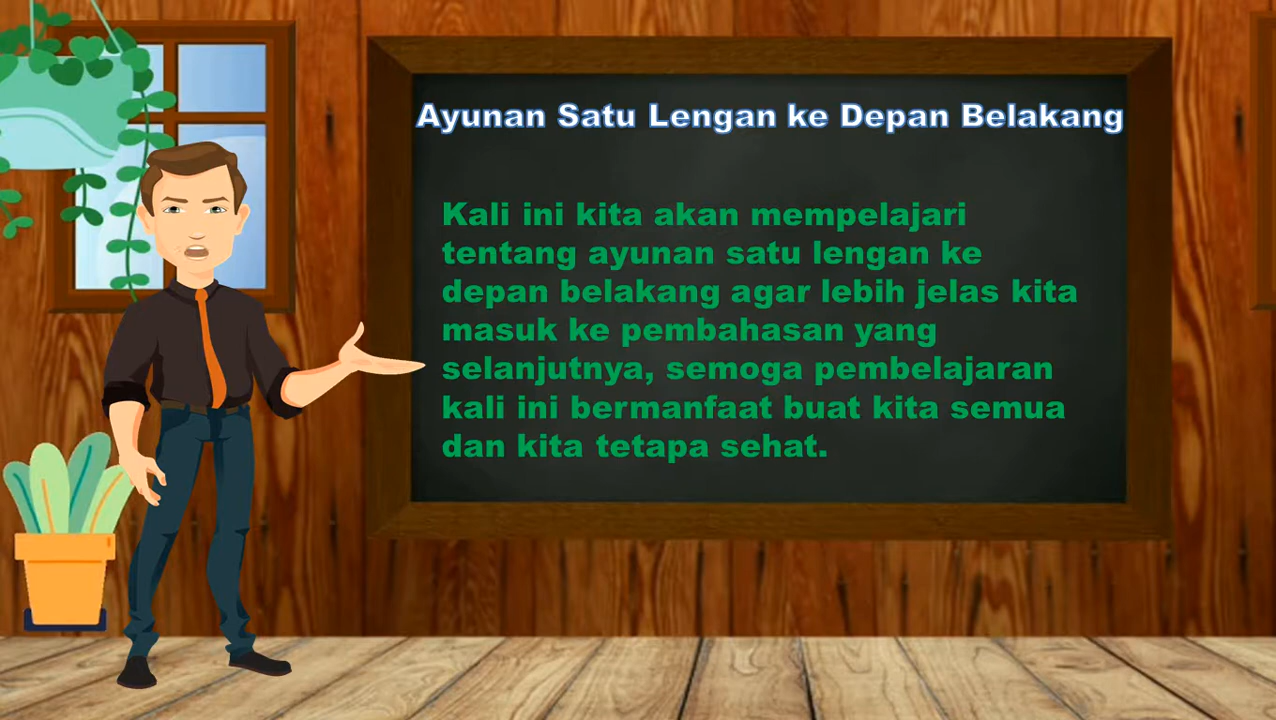 Ayunan Satu Lengan ke Depan Belakang
Kali ini kita akan mempelajari
tentang ayunan satu lengan ke
depan belakang agar lebih jelas kita
masuk ke pembahasan yang
selanjutnya, semoga pembelajaran
kali ini bermanfaat buat kita semua
dan kita tetapa sehat.